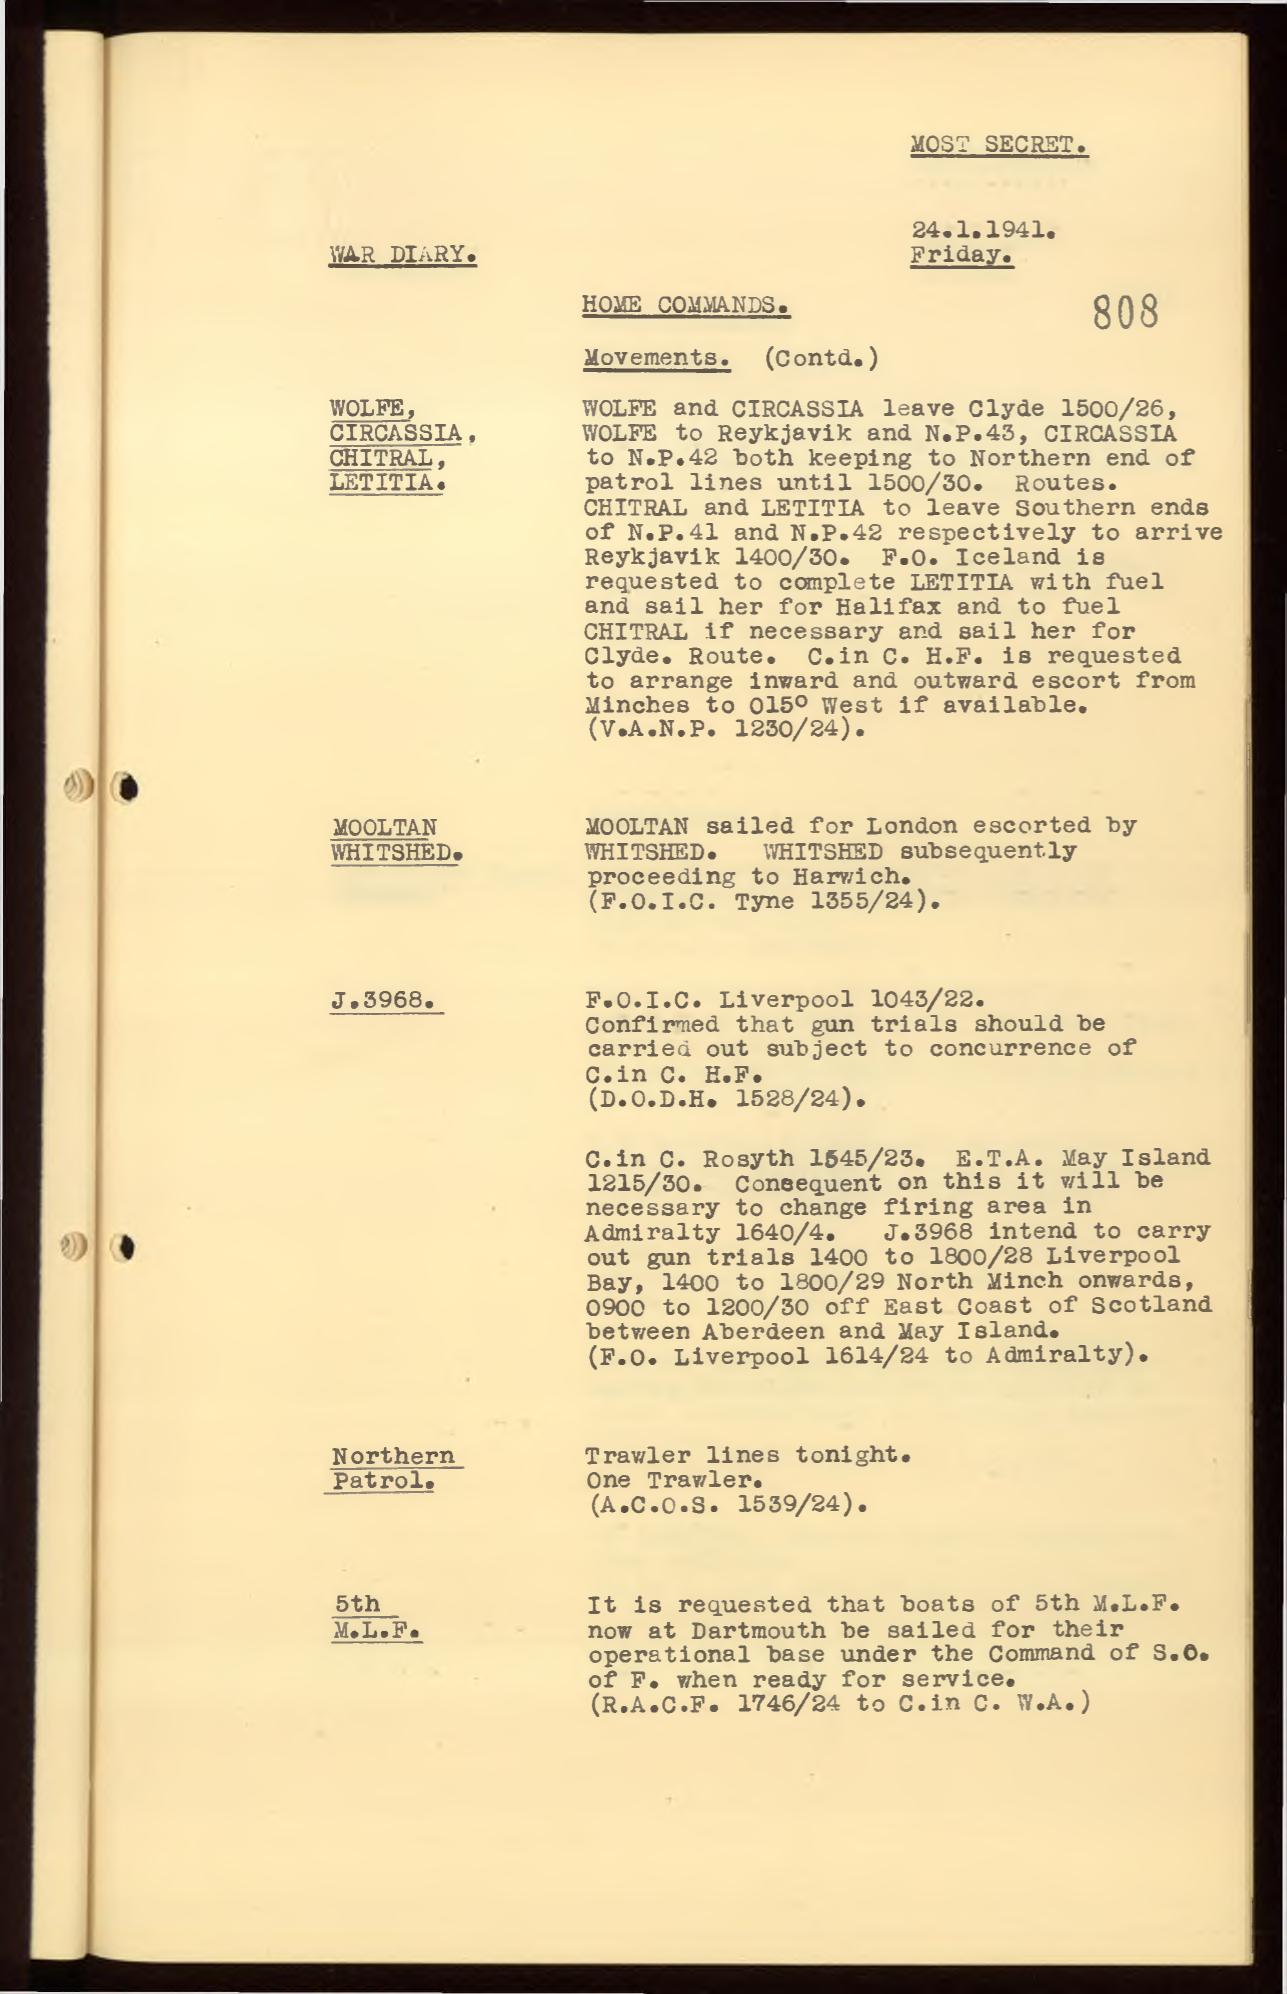 MOST SECRET.
24.1.1941.
WAR DIARY.
Friday.
HOME COMMANDS.
808
Movements. (Contd.)
WOLFE,
CIRCASSIA,
CHITRAL,
LETITIA.
WOLFE and CIRCASSIA leave Clyde 1500/26,
WOLFE to Reykjavik and N.P.43, CIRCASSIA
to N.P.42 both keeping to Northern end of
patrol lines until 1500/30. Routes.
CHITRAL and LETITIA to leave Southern ends
of N.P.41 and N.P.42 respectively to arrive
Reykjavik 1400/30. F.O. Iceland is
requested to complete LETITIA with fuel
and sail her for Halifax and to fuel
CHITRAL if necessary and sail her for
Clyde. Route. C.in C. H.F. is requested
to arrange inward and outward escort from
Minches to 015° West if available.
(V.A.N.P. 1230/24).
MOOLTAN
WHITSHED.
MOOLTAN sailed for London escorted by
WHITSHED. WHITSHED subsequently
proceeding to Harwich.
(F.O.I.C. Tyne 1355/24).
J.3968.
F.O.I.C. Liverpool 1043/22.
Confirmed that gun trials should be
carried out subject to concurrence of
C.in C. H.F.
(D.O.D.H. 1528/24).
C.in C. Rosyth 1545/23. E.T.A. May Island
1215/30. Consequent on this it will be
necessary to change firing area in
Admiralty 1640/4. J.3968 intend to carry
out gun trials 1400 to 1800/28 Liverpool
Bay, 1400 to 1800/29 North Minch onwards,
0900 to 1200/30 off East Coast of Scotland
between Aberdeen and May Island.
(F.O. Liverpool 1614/24 to Admiralty).
Northern
Patrol.
Trawler lines tonight.
One Trawler.
(A.C.O.S. 1539/24).
5th
M.L.F.
It is requested that boats of 5th M.L.F.
now at Dartmouth be sailed for their
operational base under the Command of S.O.
of F. when ready for service.
(R.A.C.F. 1746/24 to C.in C. W.A.)